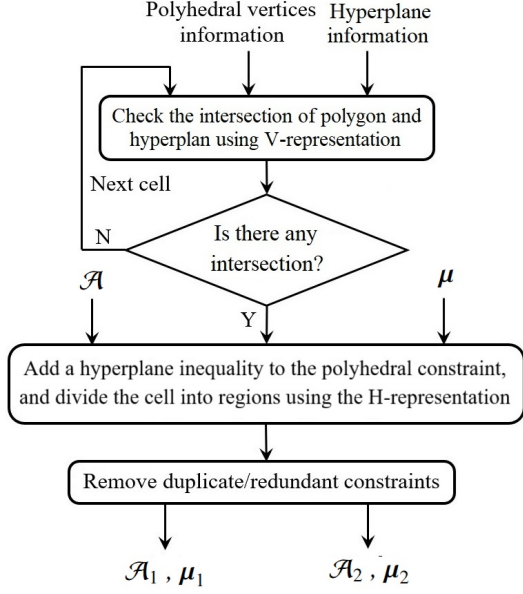 Polyhedral vertices information
Hyperplane information
Check the intersection of polygon and
hyperplan using V-representation
Next cell
N
Is there any
intersection?
𝒜
μ
Y
Add a hyperplane inequality to the polyhedral constraint,
and divide the cell into regions using the H-representation
Remove duplicate/redundant constraints
𝒜₁ , μ₁
𝒜₂ , μ₂